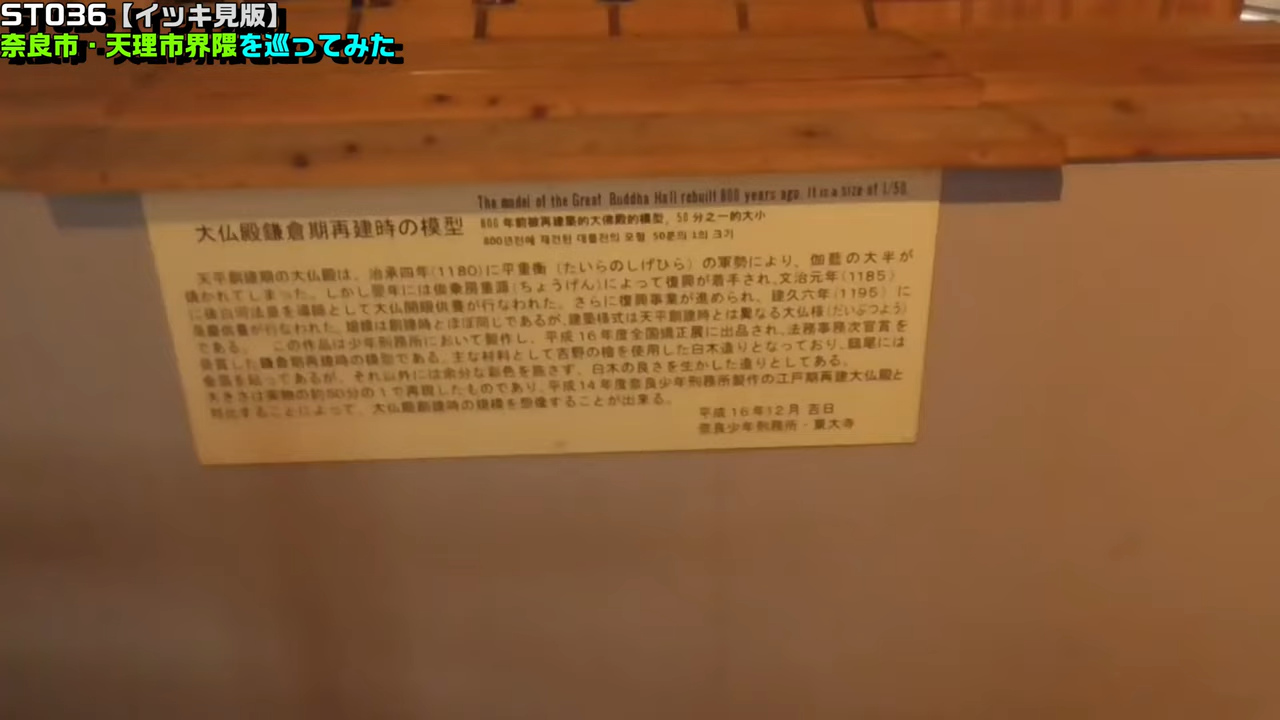 ST036【イッキ見版】
奈良市・天理市界隈を巡ってみた
The model of the Great Buddha Hall rebuilt 800 years ago. It is a size of 1/50.
大仏殿鎌倉期再建時の模型
800年前被再建築的大佛殿的模型，50分之一的大小
800년전에 재건된 대불전의 모형 50분의 1의 크기
天平創建期の大仏殿は、治承四年(1180)に平重衡（たいらのしげひら）の軍勢により、伽藍の大半が
焼かれてしまった。しかし翌年には俊乗房重源(ちょうげん)によって復興が着手され、文治元年(1185)
に後白河法皇を導師として大仏開眼供養が行なわれた。さらに復興事業が進められ、建久六年(1195)に
供養が行なわれた。規模は創建時とほぼ同じであるが、建築様式は天平創建時とは異なる大仏様(だいぶつよう)
である。　この作品は少年刑務所において製作し、平成16年度全国矯正展に出品され、法務事務次官賞を
受賞した鎌倉期再建時の模型である。主な材料として吉野の檜を使用した白木造りとなっており、鴟尾には
金箔を貼ってあるが、それ以外には余分な彩色を施さず、白木の良さを生かした造りとしてある。
大きさは実物の約50分の1で再現したものであり、平成14年度奈良少年刑務所製作の江戸期再建大仏殿と
対比することによって、大仏殿創建時の規模を想像することが出来る。
平成16年12月 吉日
奈良少年刑務所・東大寺